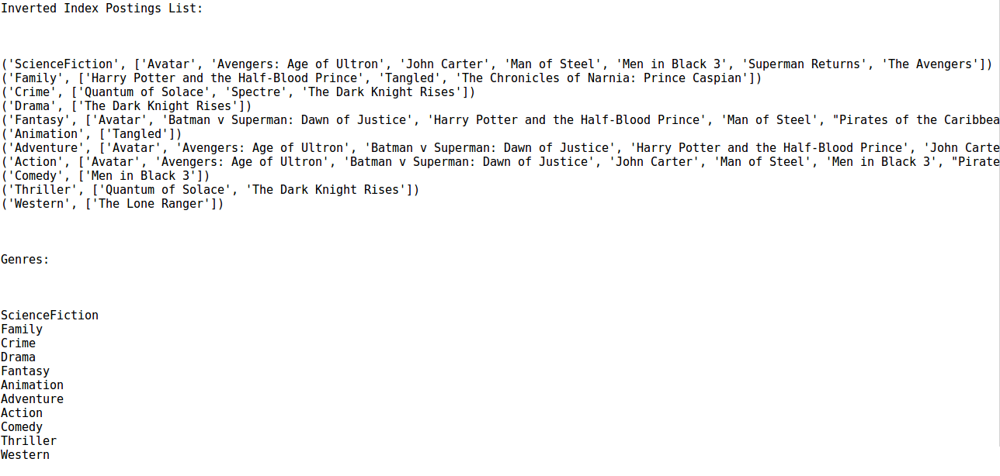 Inverted Index Postings List:
('ScienceFiction', ['Avatar', 'Avengers: Age of Ultron', 'John Carter', 'Man of Steel', 'Men in Black 3', 'Superman Returns', 'The Avengers'])
('Family', ['Harry Potter and the Half-Blood Prince', 'Tangled', 'The Chronicles of Narnia: Prince Caspian'])
('Crime', ['Quantum of Solace', 'Spectre', 'The Dark Knight Rises'])
('Drama', ['The Dark Knight Rises'])
('Fantasy', ['Avatar', 'Batman v Superman: Dawn of Justice', 'Harry Potter and the Half-Blood Prince', 'Man of Steel', "Pirates of the Caribbea
('Animation', ['Tangled'])
('Adventure', ['Avatar', 'Avengers: Age of Ultron', 'Batman v Superman: Dawn of Justice', 'Harry Potter and the Half-Blood Prince', 'John Carte
('Action', ['Avatar', 'Avengers: Age of Ultron', 'Batman v Superman: Dawn of Justice', 'John Carter', 'Man of Steel', 'Men in Black 3', "Pirate
('Comedy', ['Men in Black 3'])
('Thriller', ['Quantum of Solace', 'The Dark Knight Rises'])
('Western', ['The Lone Ranger'])
Genres:
ScienceFiction
Family
Crime
Drama
Fantasy
Animation
Adventure
Action
Comedy
Thriller
Western